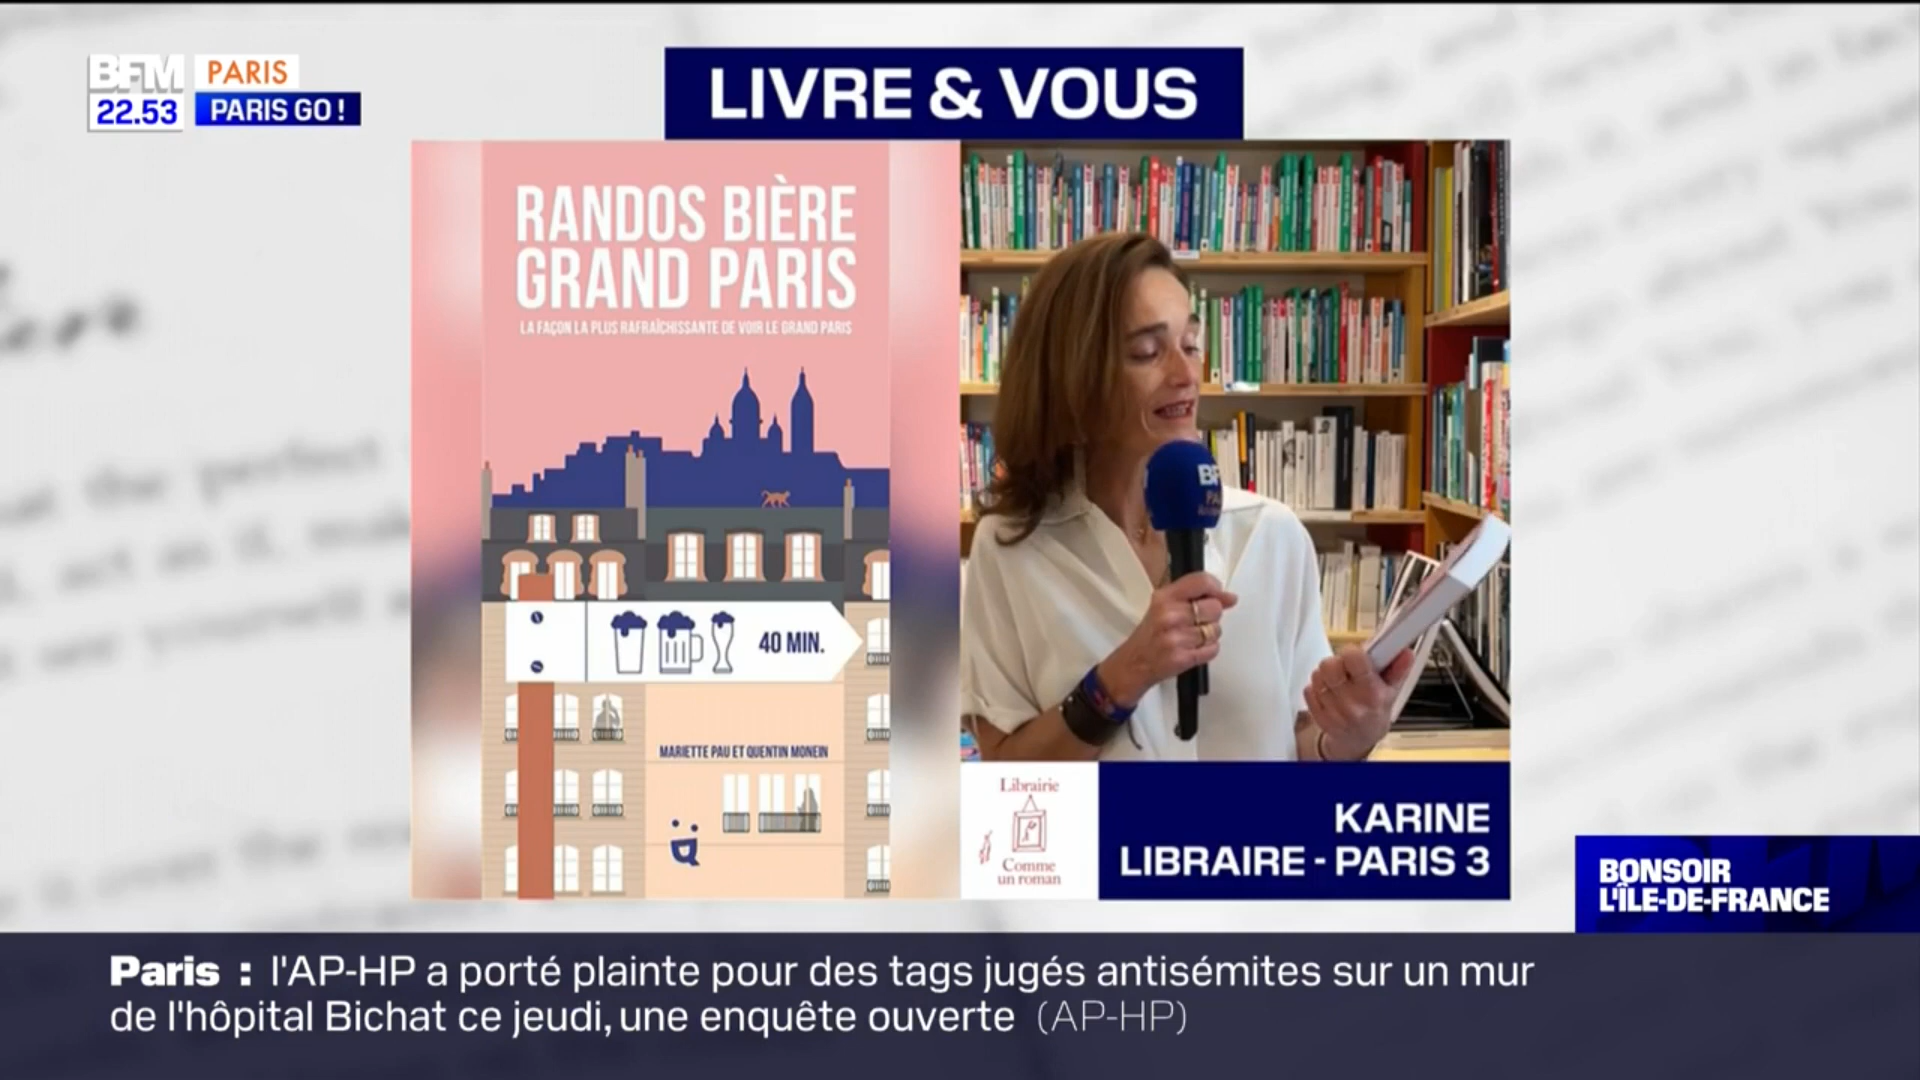 BFM PARIS
22.53 PARIS GO !
LIVRE & VOUS
RANDOS BIÈRE
GRAND PARIS
LA FAÇON LA PLUS RAFRAÎCHISSANTE DE VOIR LE GRAND PARIS
40 MIN.
MARIETTE PAU ET QUENTIN MONEIN
Librairie
Comme
un roman
KARINE
LIBRAIRE - PARIS 3
BONSOIR
L'ÎLE-DE-FRANCE
Paris : l'AP-HP a porté plainte pour des tags jugés antisémites sur un mur
de l'hôpital Bichat ce jeudi, une enquête ouverte (AP-HP)